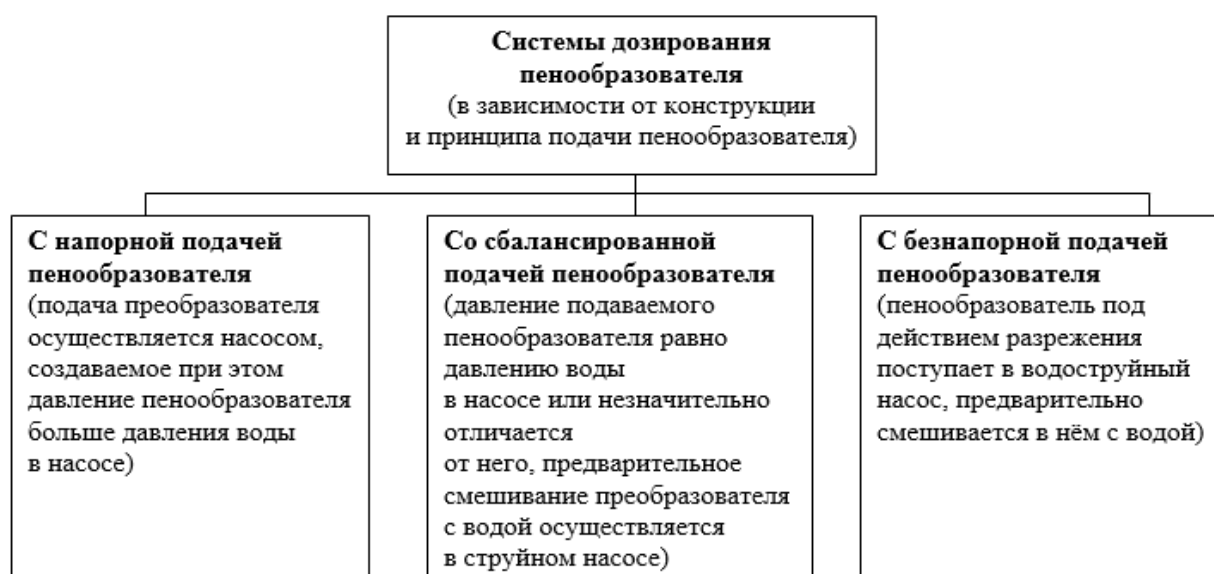 Системы дозирования
пенообразователя
(в зависимости от конструкции
и принципа подачи пенообразователя)
С напорной подачей
пенообразователя
(подача преобразователя
осуществляется насосом,
создаваемое при этом
давление пенообразователя
больше давления воды
в насосе)
Со сбалансированной
подачей пенообразователя
(давление подаваемого
пенообразователя равно
давлению воды
в насосе или незначительно
отличается
от него, предварительное
смешивание преобразователя
с водой осуществляется
в струйном насосе)
С безнапорной подачей
пенообразователя
(пенообразователь под
действием разрежения
поступает в водоструйный
насос, предварительно
смешивается в нём с водой)